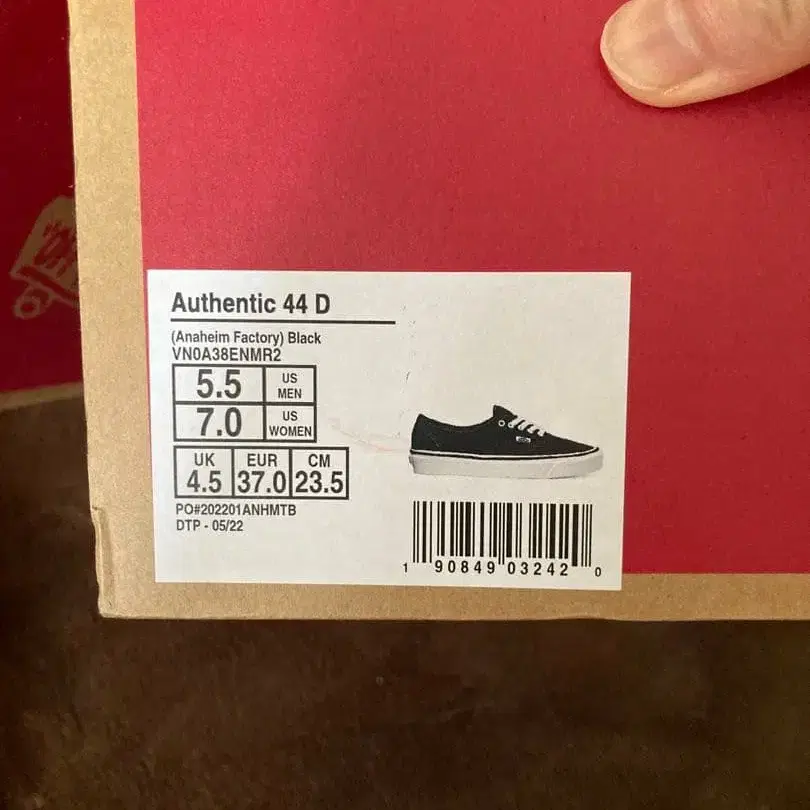 Authentic 44 D
(Anaheim Factory) Black
VN0A38ENMR2
5.5 US MEN
7.0 US WOMEN
UK EUR CM
4.5 37.0 23.5
PO#202201ANHMTB
DTP - 05/22
1 90849 03242 0